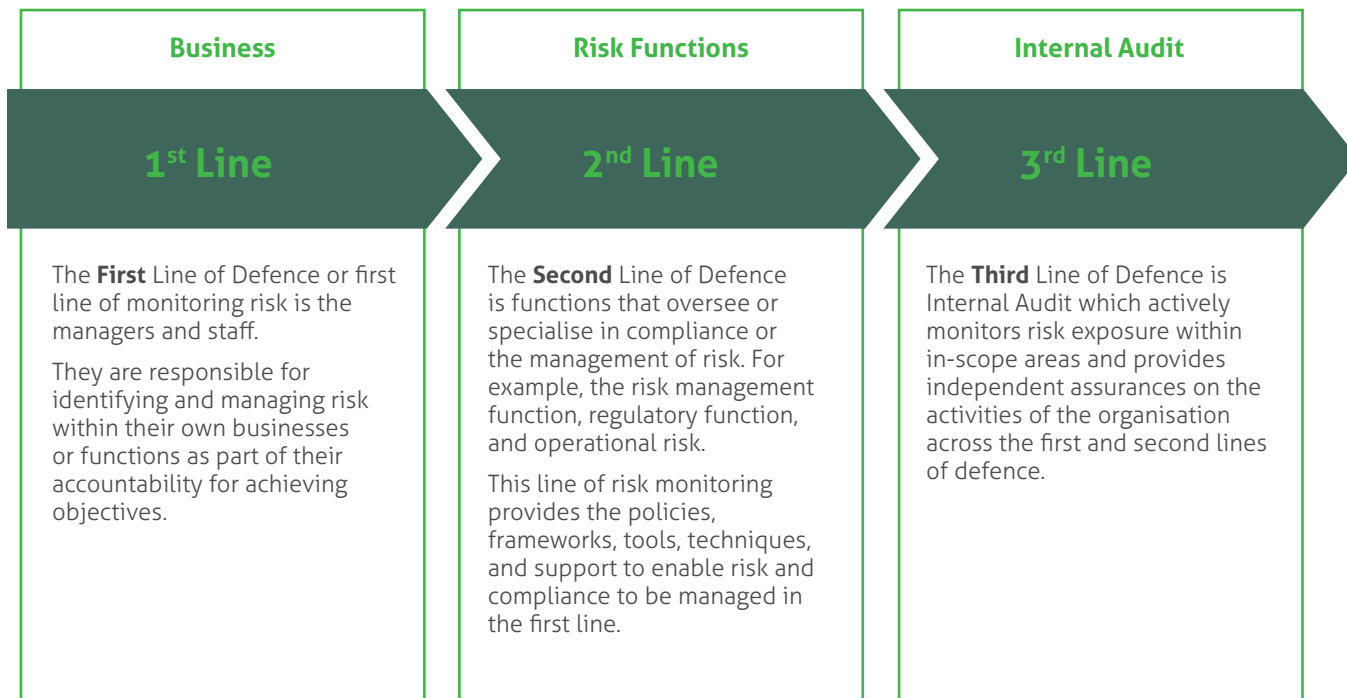 Business
1st Line
The First Line of Defence or first
line of monitoring risk is the
managers and staff.
They are responsible for
identifying and managing risk
within their own businesses
or functions as part of their
accountability for achieving
objectives.
Risk Functions
2nd Line
The Second Line of Defence
is functions that oversee or
specialise in compliance or
the management of risk. For
example, the risk management
function, regulatory function,
and operational risk.
This line of risk monitoring
provides the policies,
frameworks, tools, techniques,
and support to enable risk and
compliance to be managed in
the first line.
Internal Audit
3rd Line
The Third Line of Defence is
Internal Audit which actively
monitors risk exposure within
in-scope areas and provides
independent assurances on the
activities of the organisation
across the first and second lines
of defence.